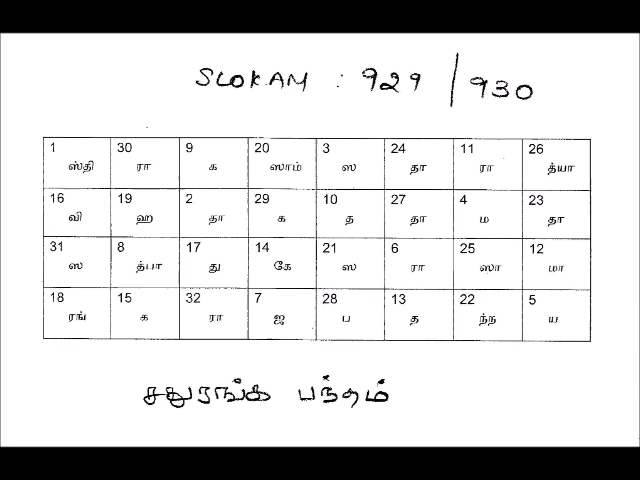 SLOKAM : 929 / 930
1 30 9 20 3 24 11 26
ஸ்தி ரா க ஸாம் ஸ தா ரா த்யா
16 19 2 29 10 27 4 23
வி ஹ தா க த தா ம தா
31 8 17 14 21 6 25 12
ஸ த்பா து கே ஸ ரா ஸா மா
18 15 32 7 28 13 22 5
ரங் க ரா ஜ ப த ந்ந ய
சதுரங்க பந்தம்